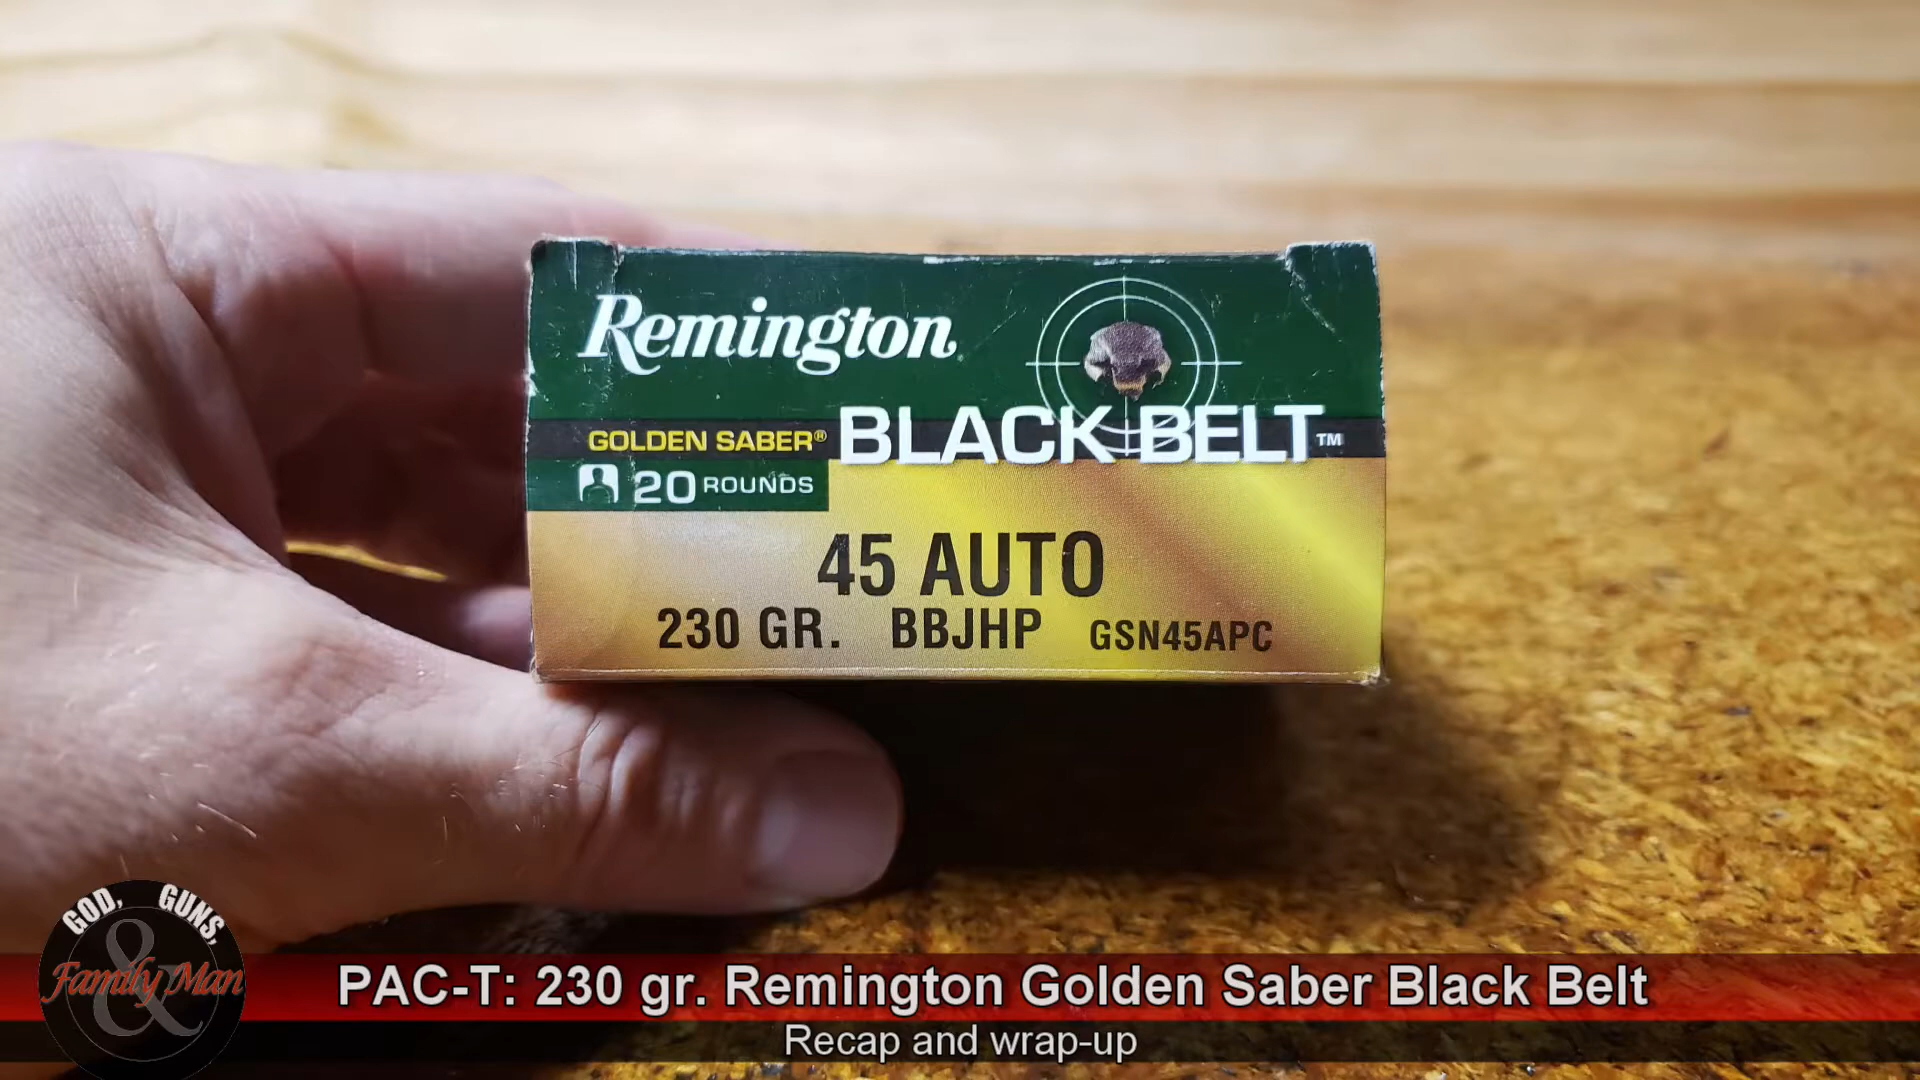 Remington
GOLDEN SABER® BLACK BELT™
20 ROUNDS
45 AUTO
230 GR. BBJHP GSN45APC
GOD, GUNS,
&
Family Man
PAC-T: 230 gr. Remington Golden Saber Black Belt
Recap and wrap-up